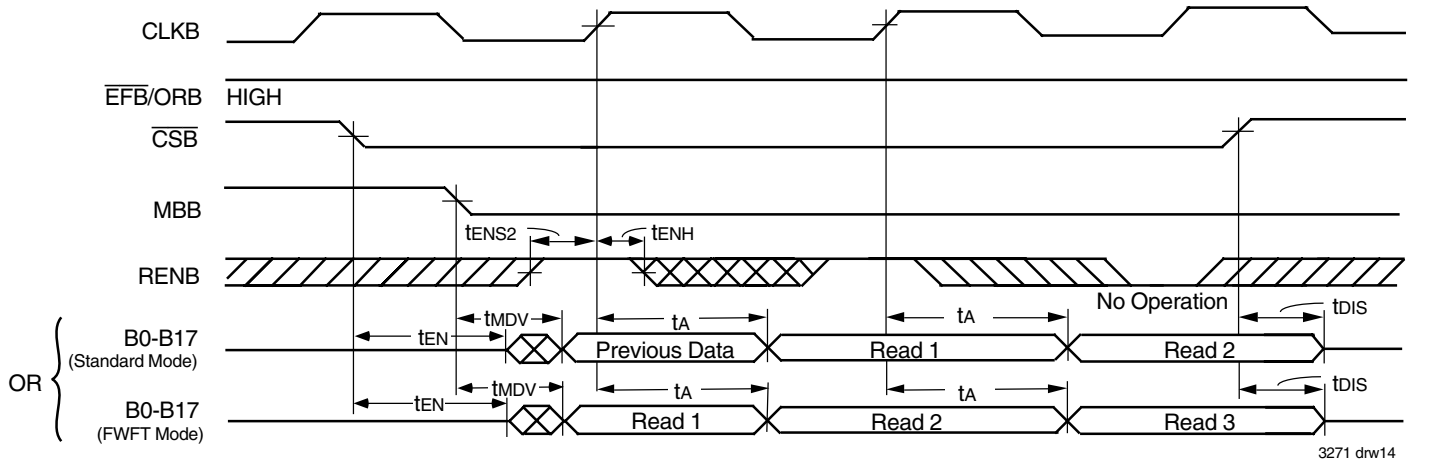 CLKB
EFB/ORB HIGH
CSB
MBB
tENS2 tENH
RENB
No Operation
tMDV tA tA tDIS
tEN
B0-B17 Previous Data Read 1 Read 2
(Standard Mode)
OR
tMDV tA tA tDIS
tEN
B0-B17 Read 1 Read 2 Read 3
(FWFT Mode)
3271 drw14